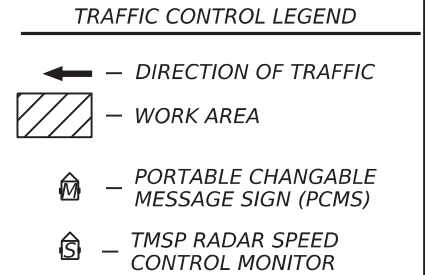 TRAFFIC CONTROL LEGEND
— DIRECTION OF TRAFFIC
— WORK AREA
M — PORTABLE CHANGABLE
MESSAGE SIGN (PCMS)
S — TMSP RADAR SPEED
CONTROL MONITOR